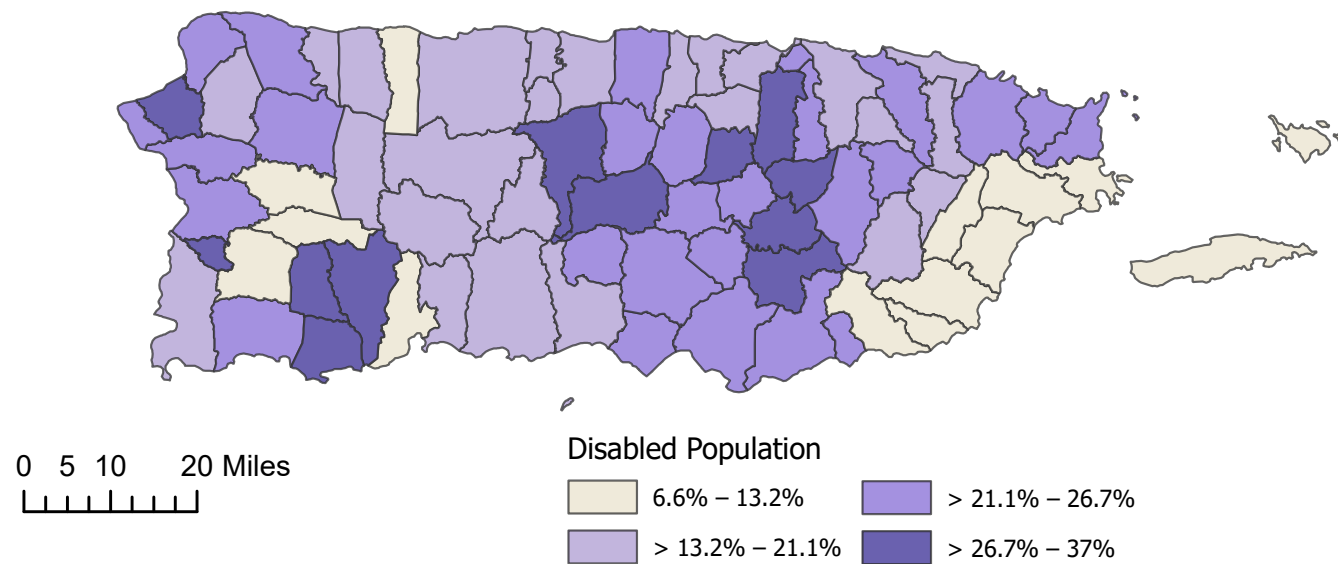 0 5 10 20 Miles
Disabled Population
6.6% – 13.2%
> 21.1% – 26.7%
> 13.2% – 21.1%
> 26.7% – 37%